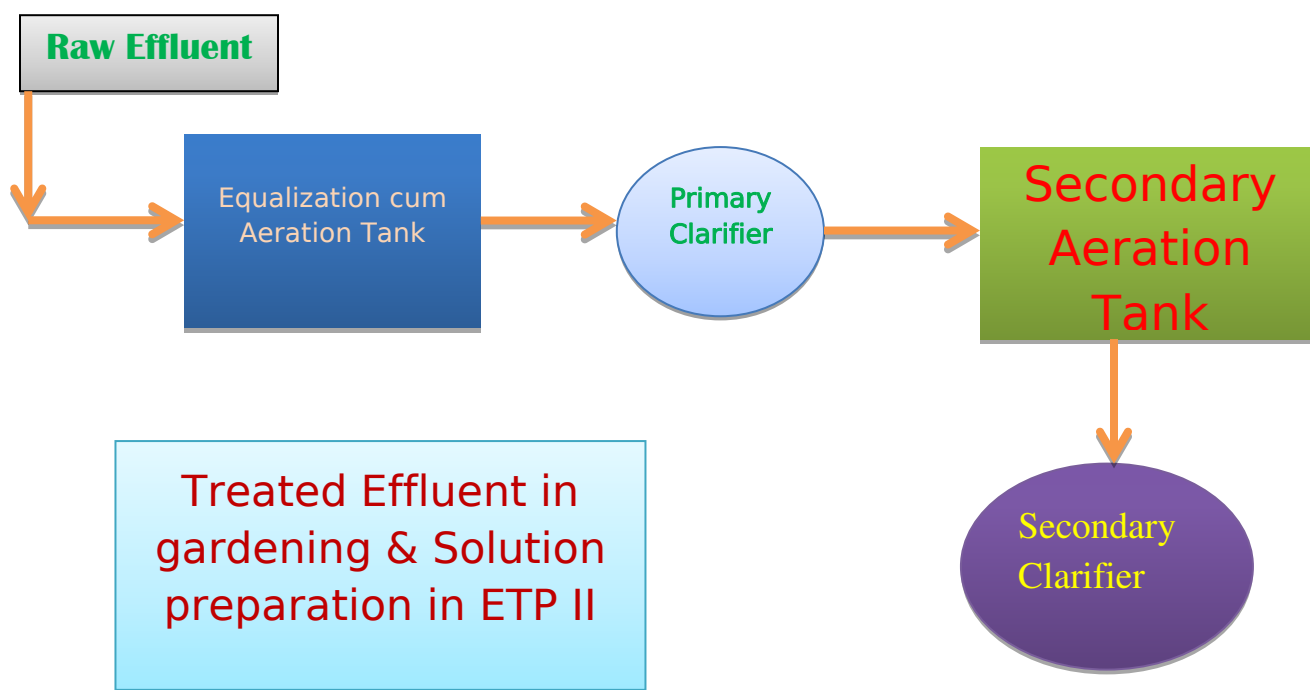 Raw Effluent
Equalization cum
Aeration Tank
Primary
Clarifier
Secondary
Aeration
Tank
Secondary
Clarifier
Treated Effluent in
gardening & Solution
preparation in ETP II